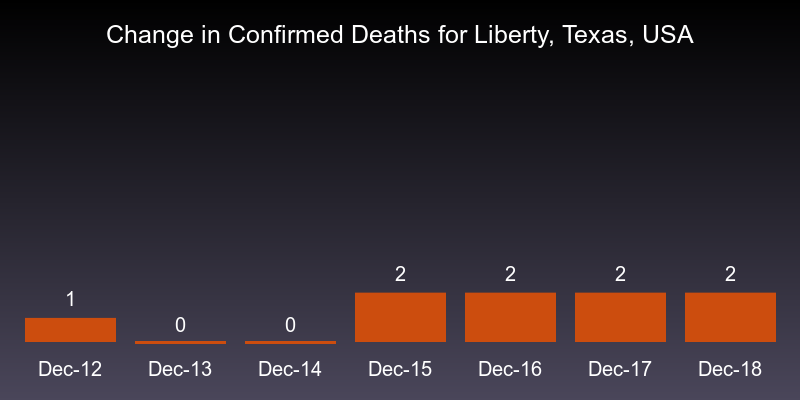 Change in Confirmed Deaths for Liberty, Texas, USA
1 0 0 2 2 2 2
Dec-12 Dec-13 Dec-14 Dec-15 Dec-16 Dec-17 Dec-18